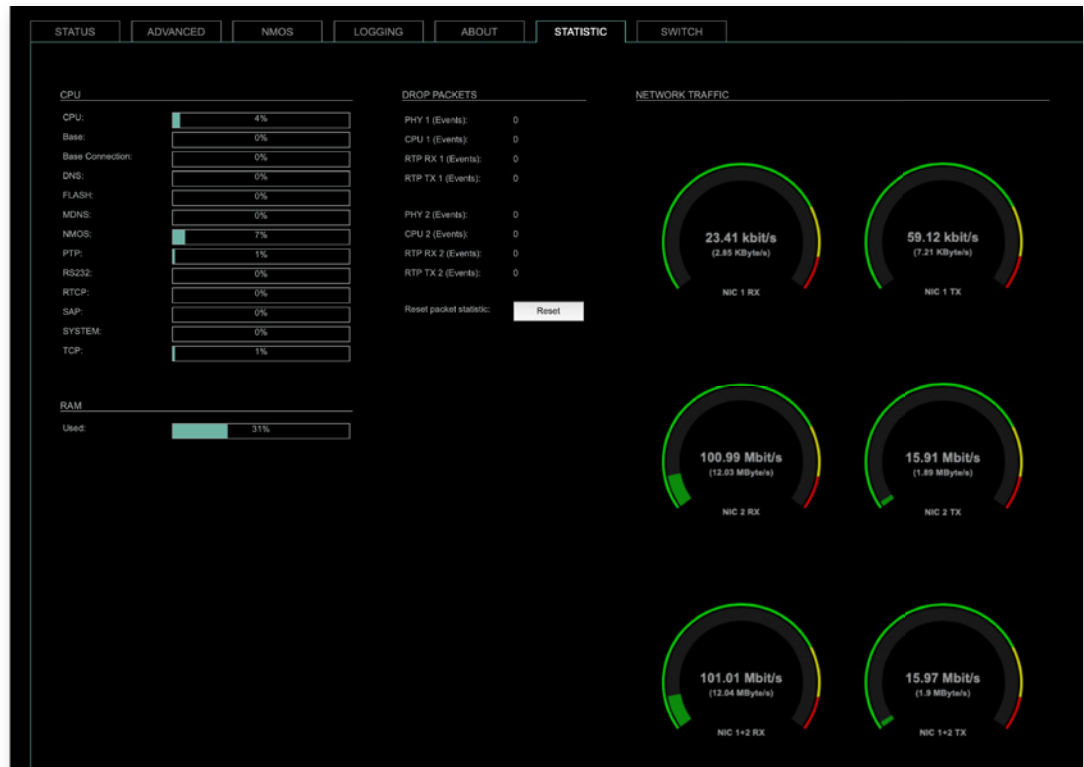 STATUS ADVANCED NMOS LOGGING ABOUT STATISTIC SWITCH
CPU
CPU: 4%
Base: 0%
Base Connection: 0%
DNS: 0%
FLASH: 0%
MDNS: 0%
NMOS: 7%
PTP: 1%
RS232: 0%
RTCP: 0%
SAP: 0%
SYSTEM: 0%
TCP: 1%
RAM
Used: 31%
DROP PACKETS
PHY 1 (Events): 0
CPU 1 (Events): 0
RTP RX 1 (Events): 0
RTP TX 1 (Events): 0
PHY 2 (Events): 0
CPU 2 (Events): 0
RTP RX 2 (Events): 0
RTP TX 2 (Events): 0
Reset packet statistic: Reset
NETWORK TRAFFIC
23.41 kbit/s
(2.85 KByte/s)
NIC 1 RX
59.12 kbit/s
(7.21 KByte/s)
NIC 1 TX
100.99 Mbit/s
(12.03 MByte/s)
NIC 2 RX
15.91 Mbit/s
(1.89 MByte/s)
NIC 2 TX
101.01 Mbit/s
(12.04 MByte/s)
NIC 1+2 RX
15.97 Mbit/s
(1.9 MByte/s)
NIC 1+2 TX